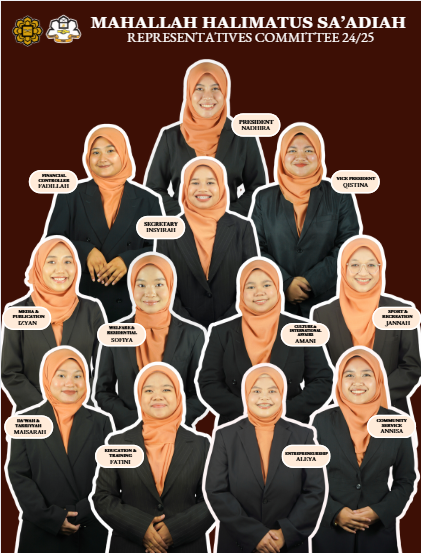 MAHALLAH HALIMATUS SA'ADIAH
REPRESENTATIVES COMMITTEE 24/25
PRESIDENT
NADHIRA
FINANCIAL
CONTROLLER
FADILLAH
VICE PRESIDENT
QISTINA
SECRETARY
INSYIRAH
MEDIA &
PUBLICATION
IZYAN
WELFARE &
RESIDENTIAL
SOFIYA
CULTURE &
INTERNATIONAL
AFFAIRS
AMANI
SPORT &
RECREATION
JANNAH
DA'WAH &
TARBIYYAH
MAISARAH
EDUCATION &
TRAINING
FATINI
ENTREPRENEURSHIP
ALEYA
COMMUNITY
SERVICE
ANNISA